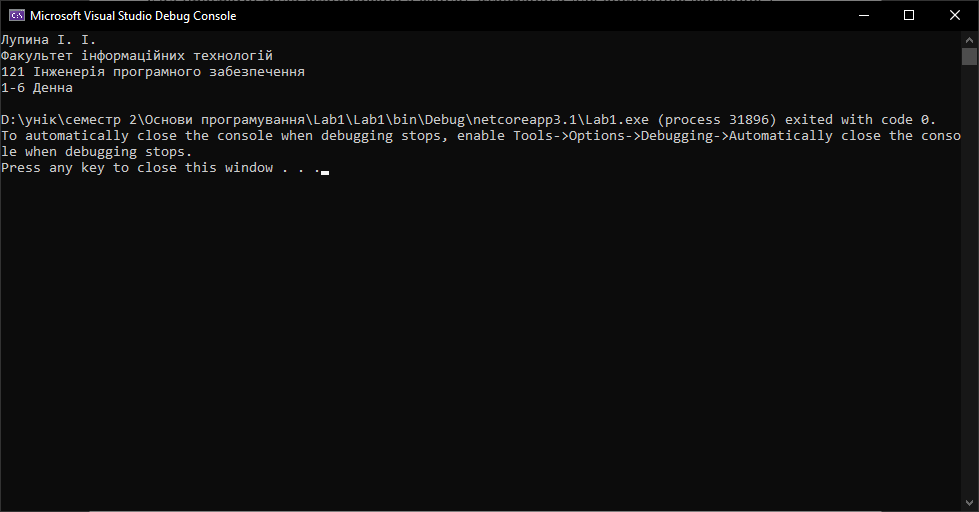 Microsoft Visual Studio Debug Console
Лупина І. І.
Факультет інформаційних технологій
121 Інженерія програмного забезпечення
1-6 Денна
D:\унік\семестр 2\Основи програмування\Lab1\Lab1\bin\Debug\netcoreapp3.1\Lab1.exe (process 31896) exited with code 0.
To automatically close the console when debugging stops, enable Tools->Options->Debugging->Automatically close the conso
le when debugging stops.
Press any key to close this window . . .